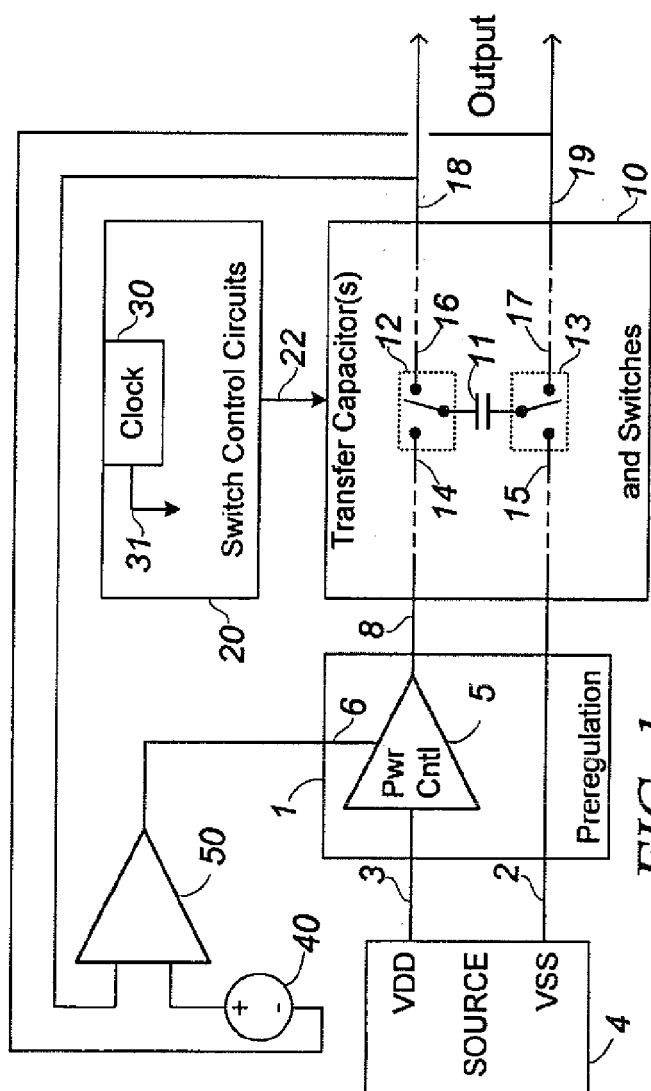 50
40
+
-
1
6
Pwr
Cntl
5
Preregulation
3
2
VDD
SOURCE
VSS
4
8
20
31
Clock
30
Switch Control Circuits
22
Transfer Capacitor(s)
12
14
16
11
15
17
13
and Switches
10
18
19
Output
FIG. 1